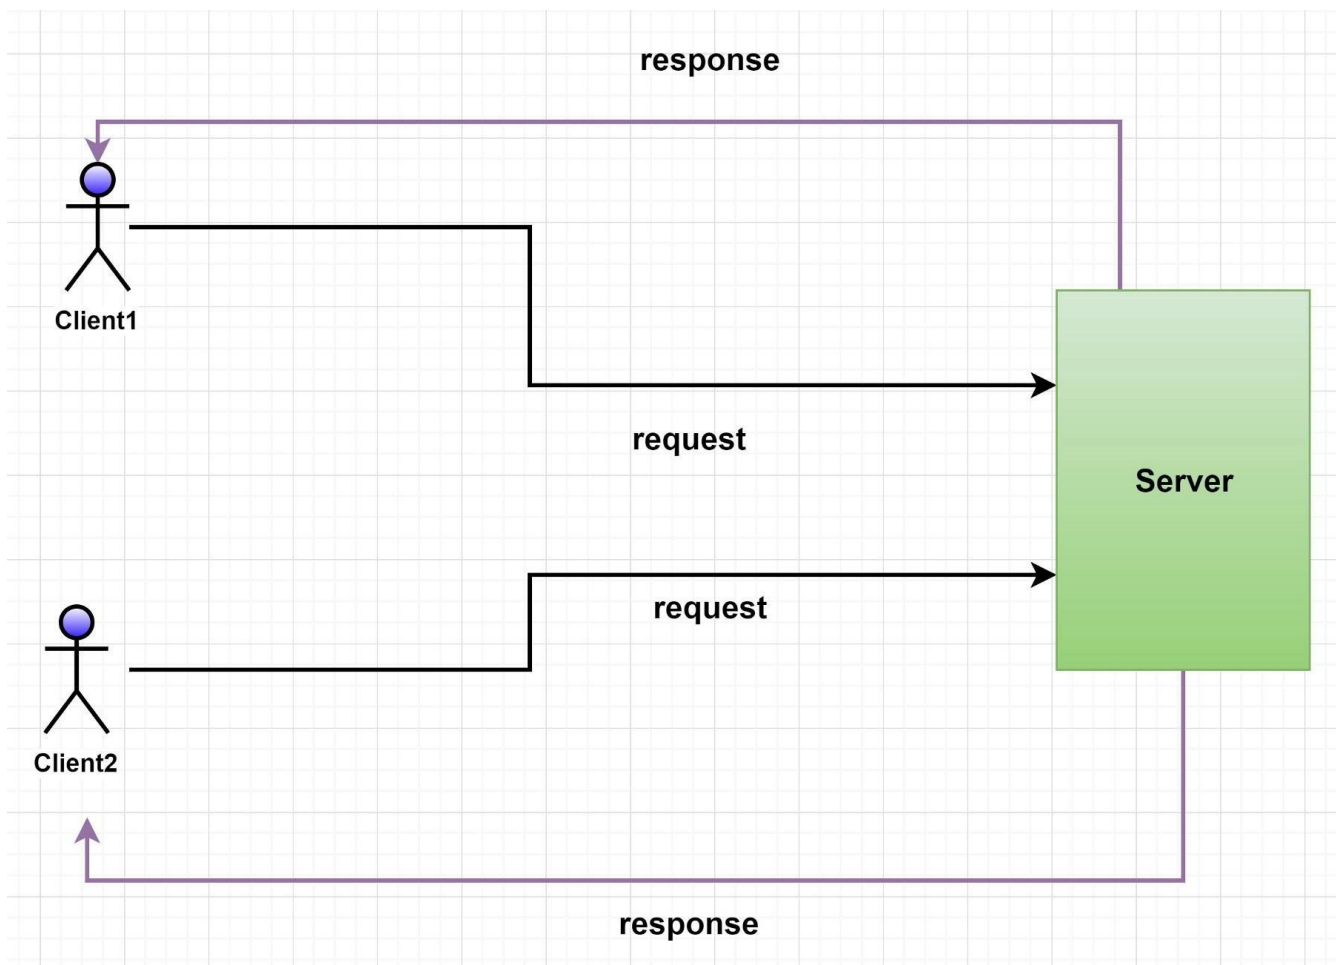 response
Client1
request
Server
request
Client2
response